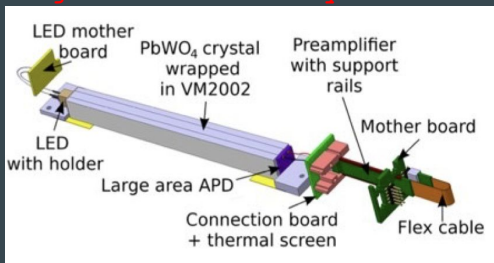 LED mother
board
PbWO4 crystal
wrapped
in VM2002
Preamplifier
with support
rails
Mother board
LED
with holder
Large area APD
Connection board
+ thermal screen
Flex cable